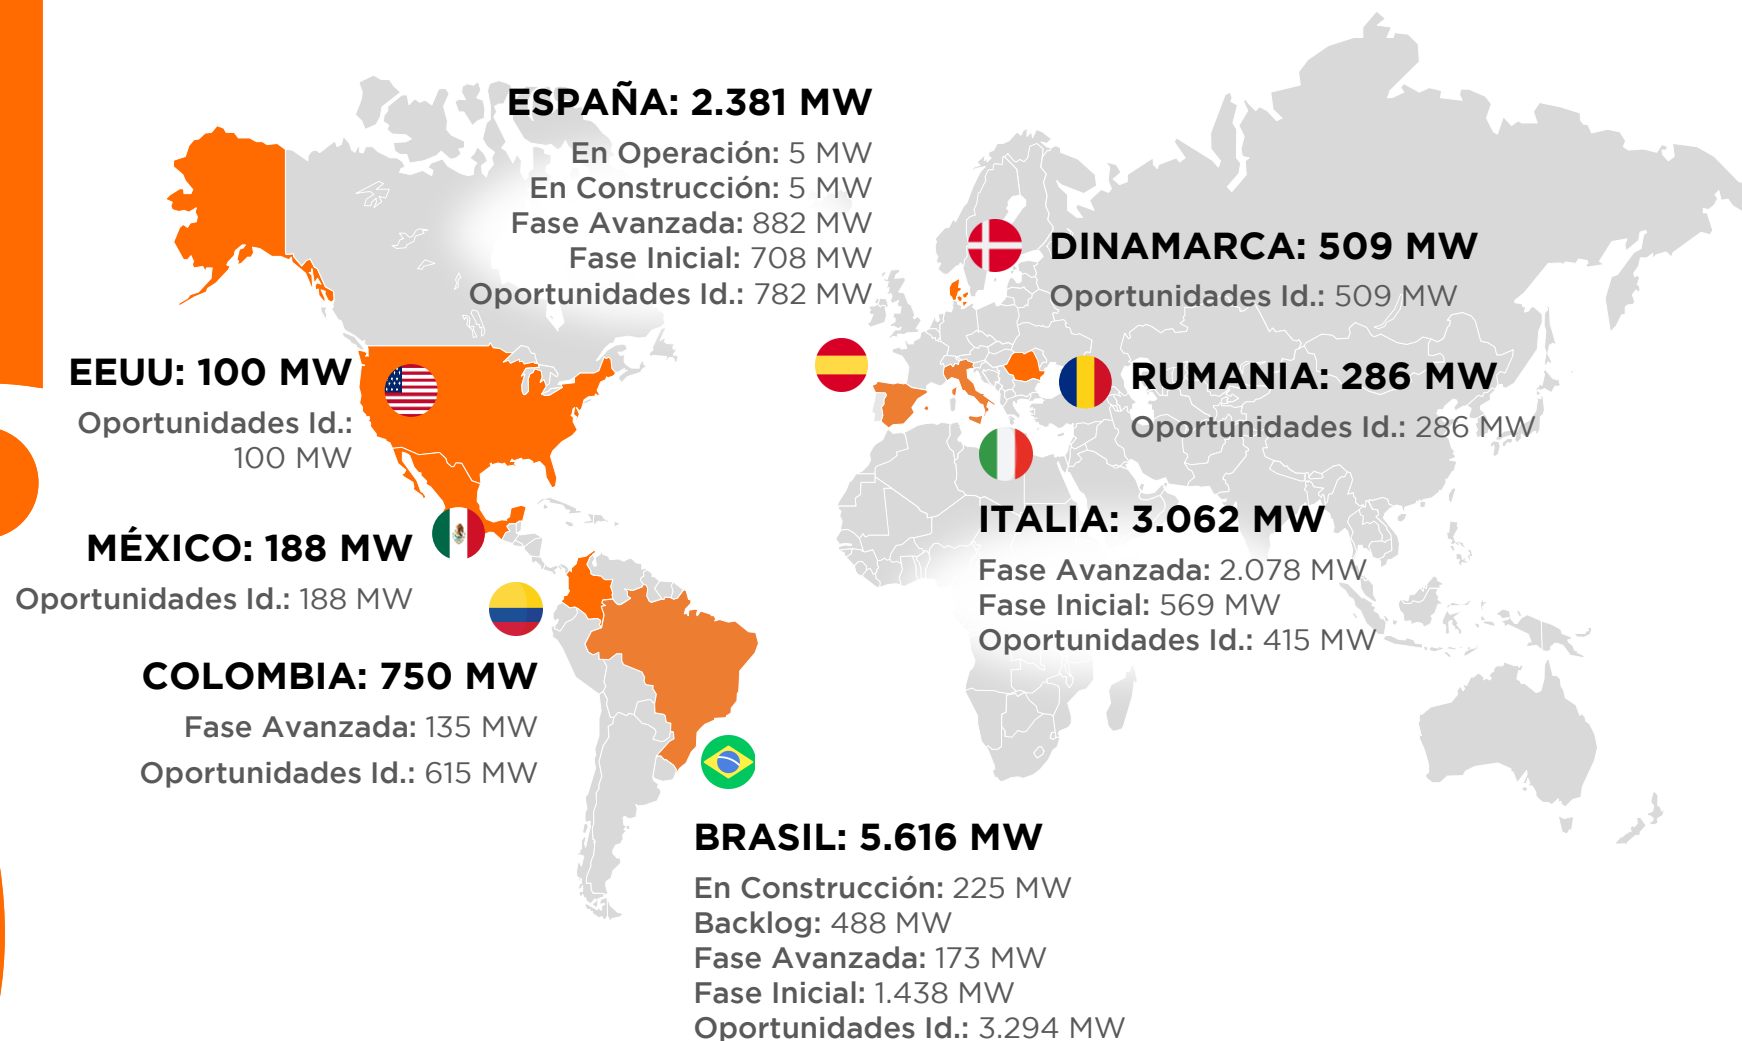 ESPAÑA: 2.381 MW
En Operación: 5 MW
En Construcción: 5 MW
Fase Avanzada: 882 MW
Fase Inicial: 708 MW
Oportunidades Id.: 782 MW
DINAMARCA: 509 MW
Oportunidades Id.: 509 MW
EEUU: 100 MW
Oportunidades Id.:
100 MW
RUMANIA: 286 MW
Oportunidades Id.: 286 MW
MÉXICO: 188 MW
Oportunidades Id.: 188 MW
ITALIA: 3.062 MW
Fase Avanzada: 2.078 MW
Fase Inicial: 569 MW
Oportunidades Id.: 415 MW
COLOMBIA: 750 MW
Fase Avanzada: 135 MW
Oportunidades Id.: 615 MW
BRASIL: 5.616 MW
En Construcción: 225 MW
Backlog: 488 MW
Fase Avanzada: 173 MW
Fase Inicial: 1.438 MW
Oportunidades Id.: 3.294 MW